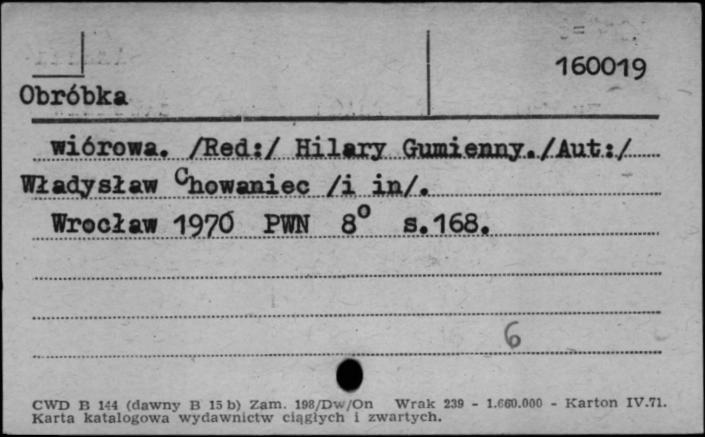 160019
Obróbka
wiórowa. /Red:/ Hilary Gumienny./Aut:/
Władysław Chowaniec /i in/.
Wrocław 1970 PWN 8° s.168.
6
CWD B 144 (dawny B 15 b) Zam. 198/Dw/On Wrak 239 - 1.660.000 - Karton IV.71.
Karta katalogowa wydawnictw ciągłych i zwartych.